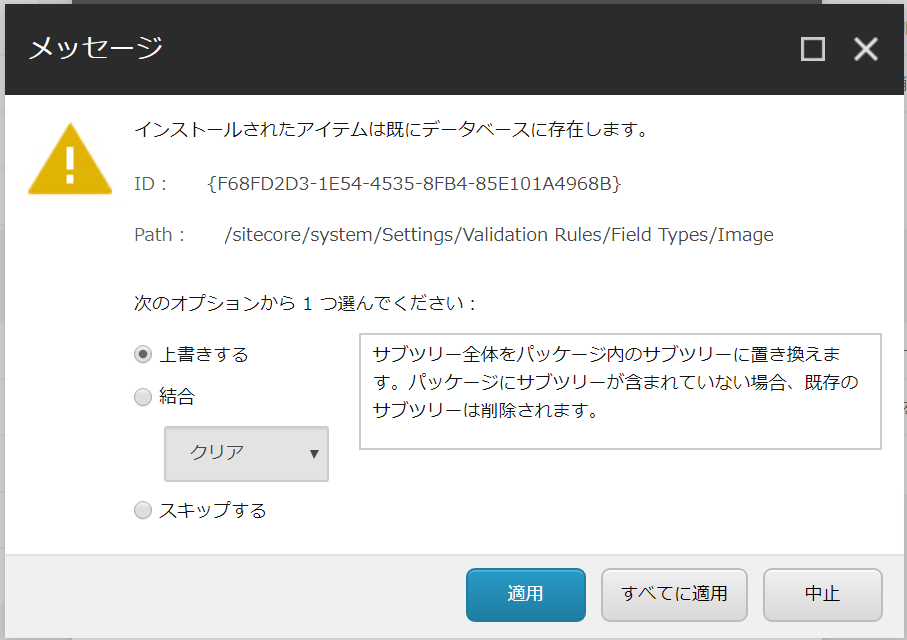 メッセージ
インストールされたアイテムは既にデータベースに存在します。
ID： {F68FD2D3-1E54-4535-8FB4-85E101A4968B}
Path： /sitecore/system/Settings/Validation Rules/Field Types/Image
次のオプションから 1 つ選んでください：
上書きする
結合
クリア
スキップする
サブツリー全体をパッケージ内のサブツリーに置き換えま
す。パッケージにサブツリーが含まれていない場合、既存の
サブツリーは削除されます。
適用 すべてに適用 中止